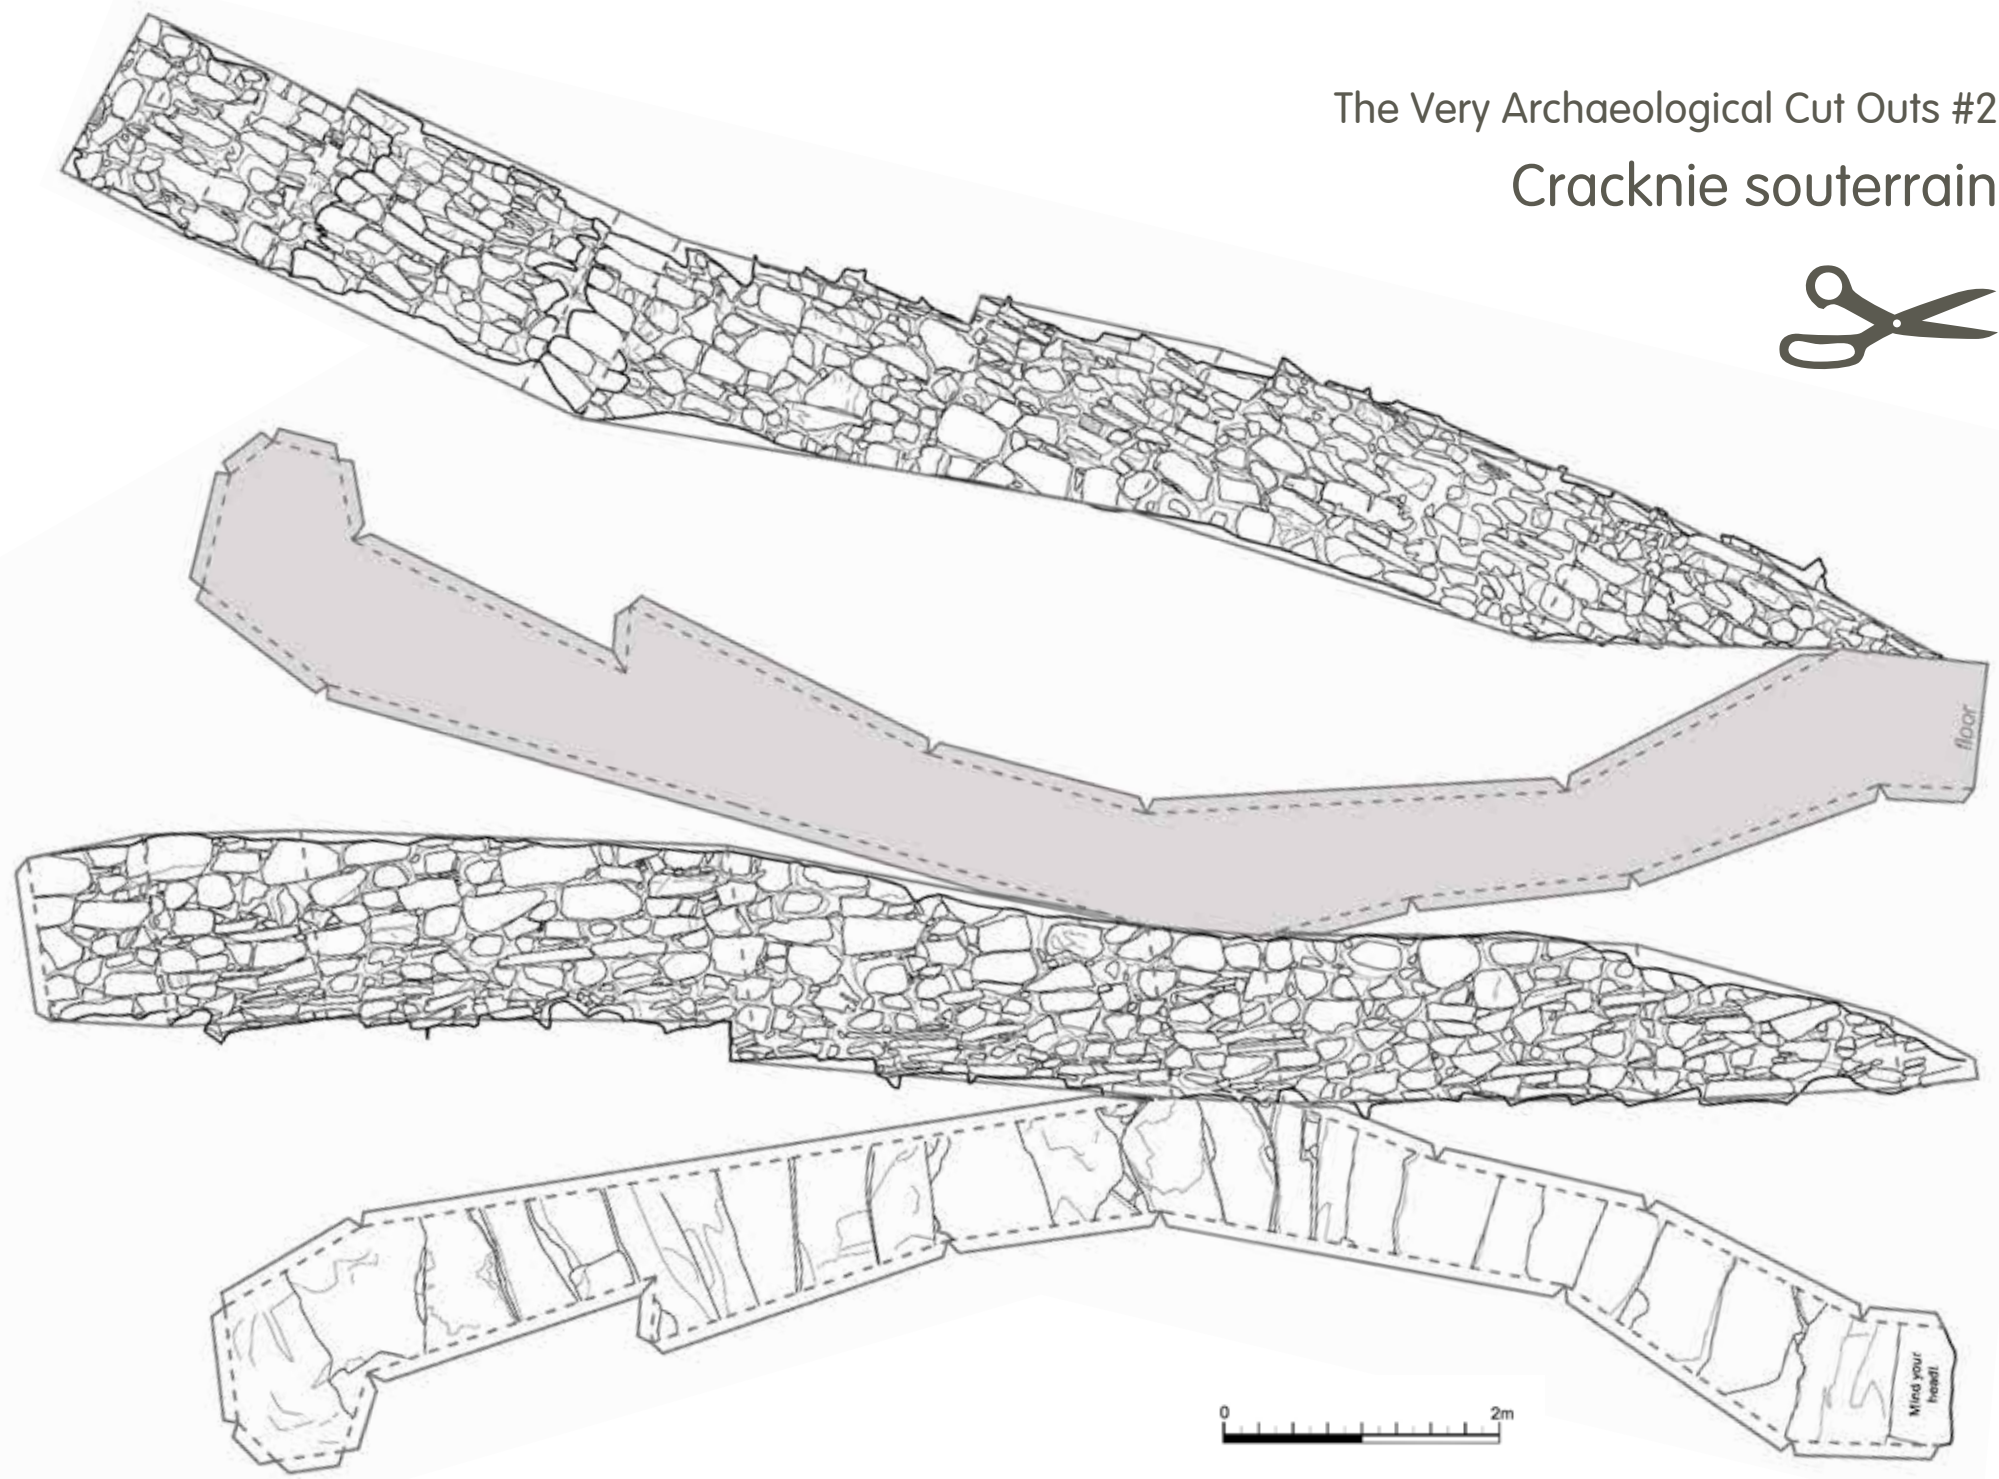 The Very Archaeological Cut Outs #2
Cracknie souterrain
floor
0 2m
Mind your
head!